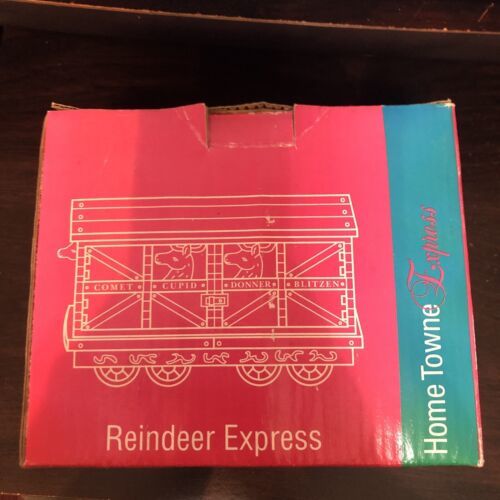 COMET CUPID DONNER BLITZEN
Reindeer Express
Home Towne Express